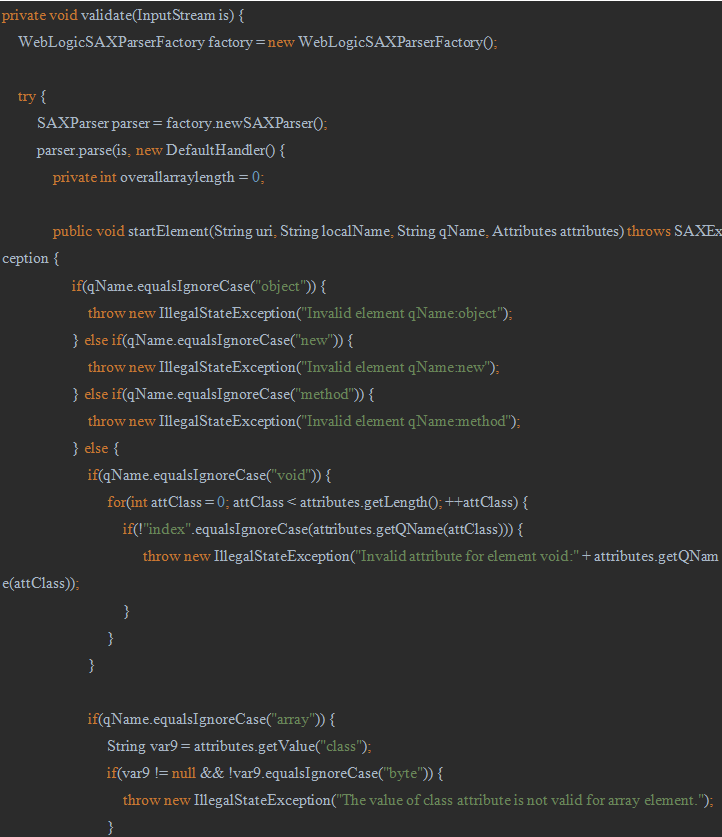 private void validate(InputStream is) {
WebLogicSAXParserFactory factory = new WebLogicSAXParserFactory();
try {
SAXParser parser = factory.newSAXParser();
parser.parse(is, new DefaultHandler() {
private int overallarraylength = 0;
public void startElement(String uri, String localName, String qName, Attributes attributes) throws SAXEx
ception {
if(qName.equalsIgnoreCase("object")) {
throw new IllegalStateException("Invalid element qName:object");
} else if(qName.equalsIgnoreCase("new")) {
throw new IllegalStateException("Invalid element qName:new");
} else if(qName.equalsIgnoreCase("method")) {
throw new IllegalStateException("Invalid element qName:method");
} else {
if(qName.equalsIgnoreCase("void")) {
for(int attClass = 0; attClass < attributes.getLength(); ++attClass) {
if(!"index".equalsIgnoreCase(attributes.getQName(attClass))) {
throw new IllegalStateException("Invalid attribute for element void:" + attributes.getQNam
e(attClass));
}
}
}
if(qName.equalsIgnoreCase("array")) {
String var9 = attributes.getValue("class");
if(var9 != null && !var9.equalsIgnoreCase("byte")) {
throw new IllegalStateException("The value of class attribute is not valid for array element.");
}